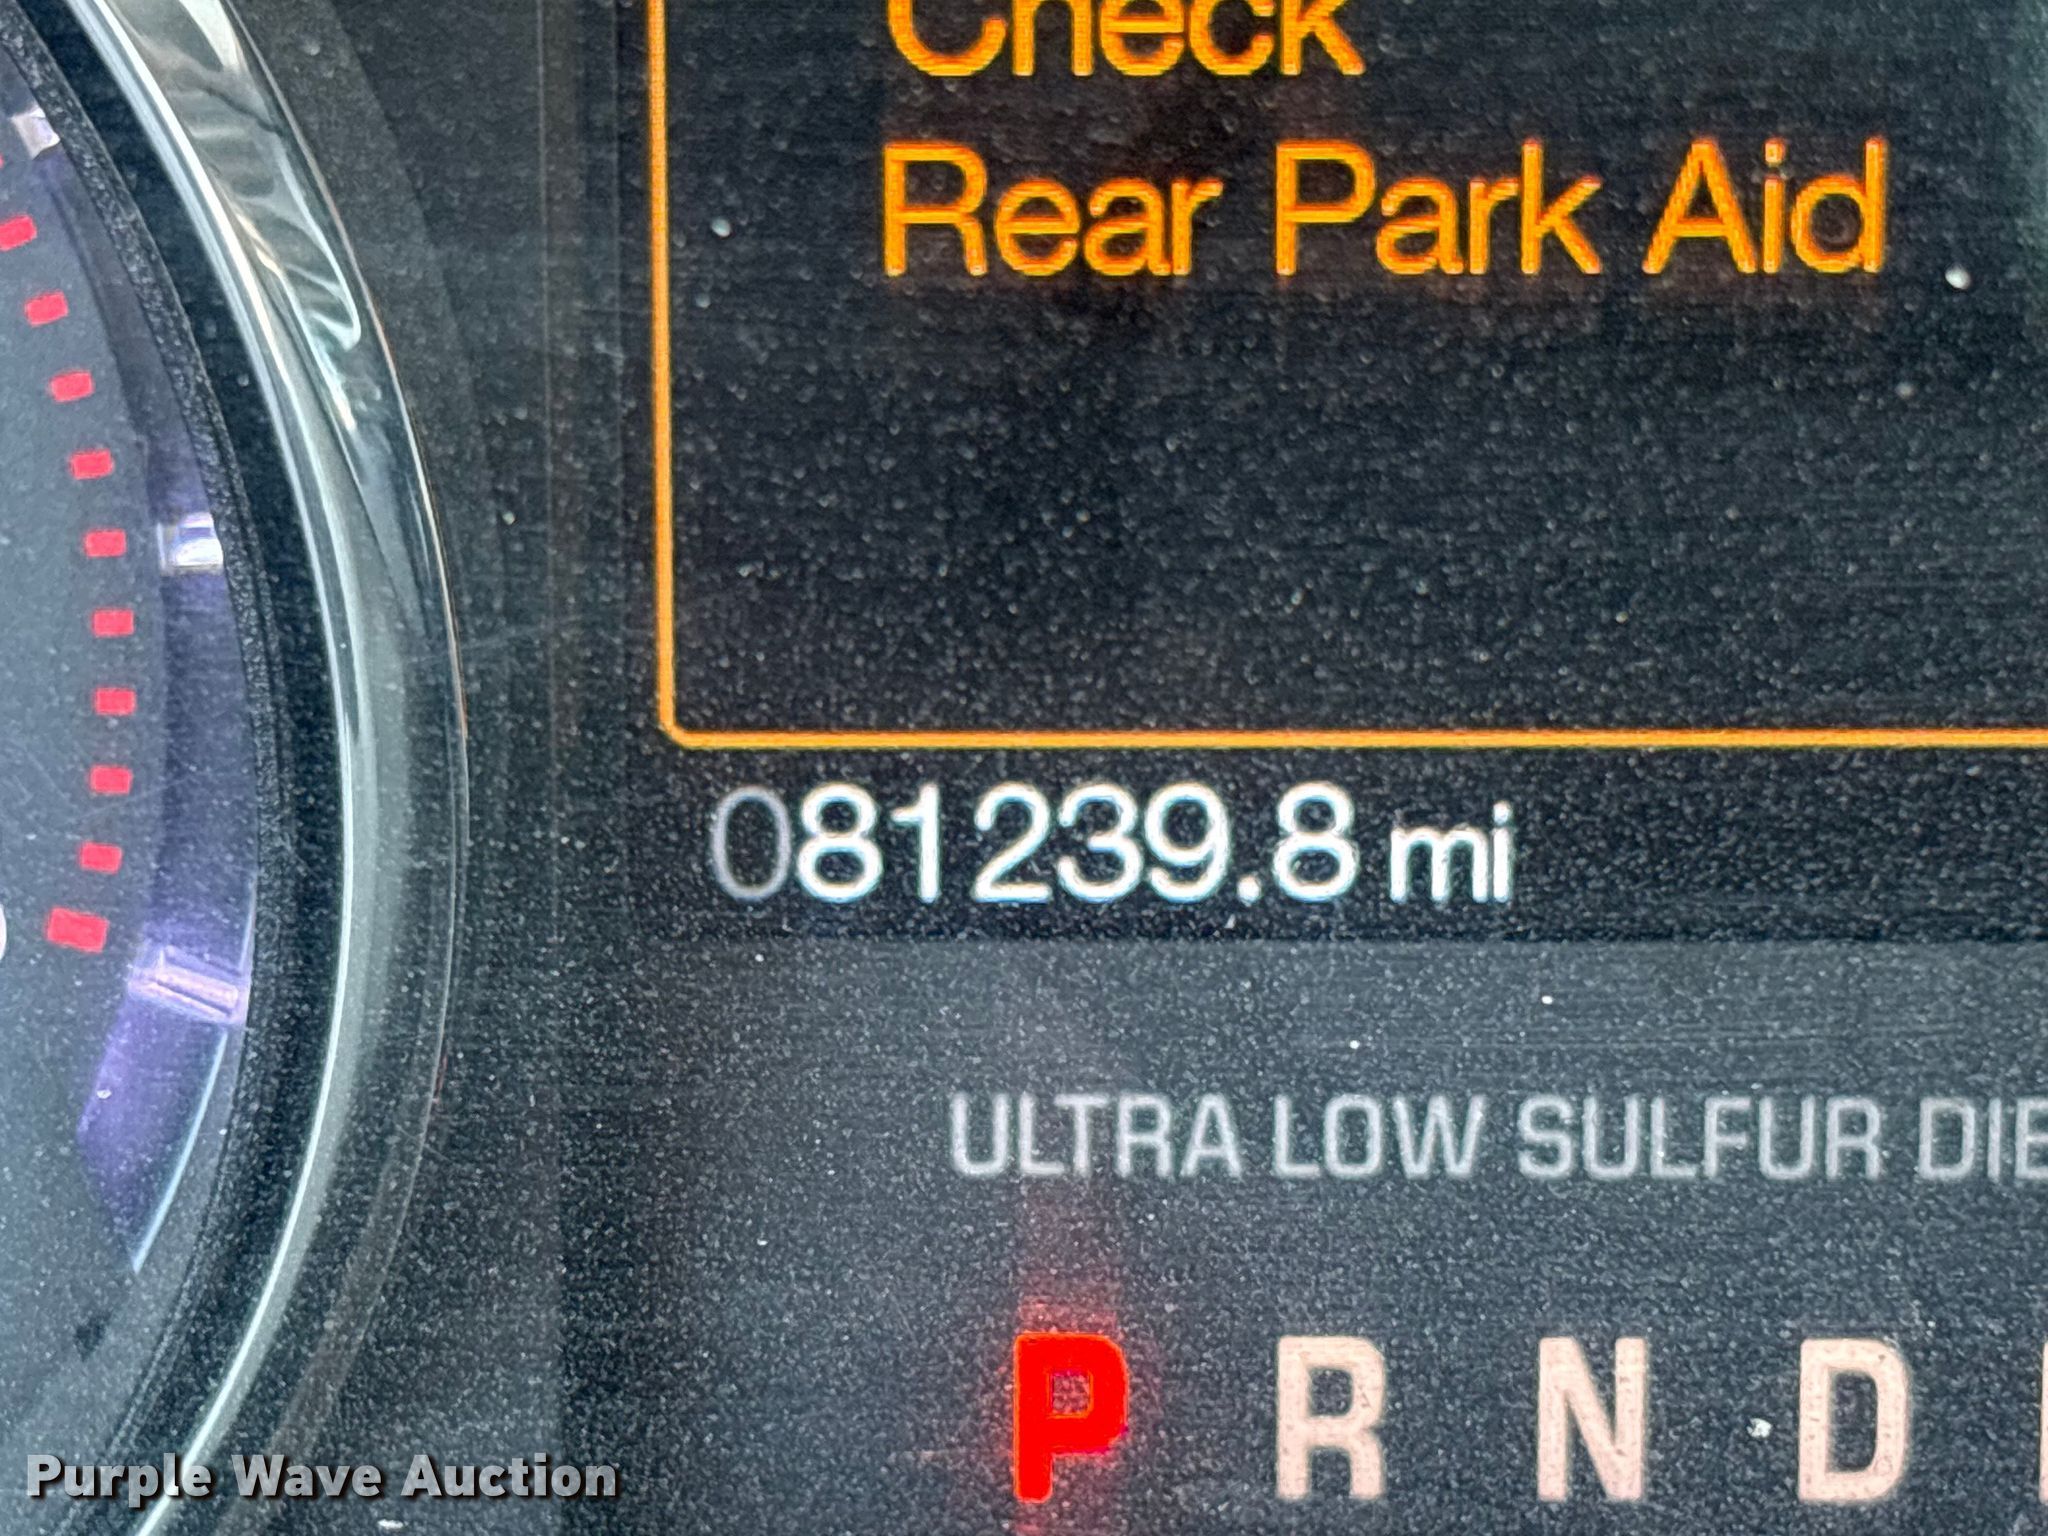 Check
Rear Park Aid
081239.8 mi
ULTRA LOW SULFUR DIE
P R N D
Purple Wave Auction